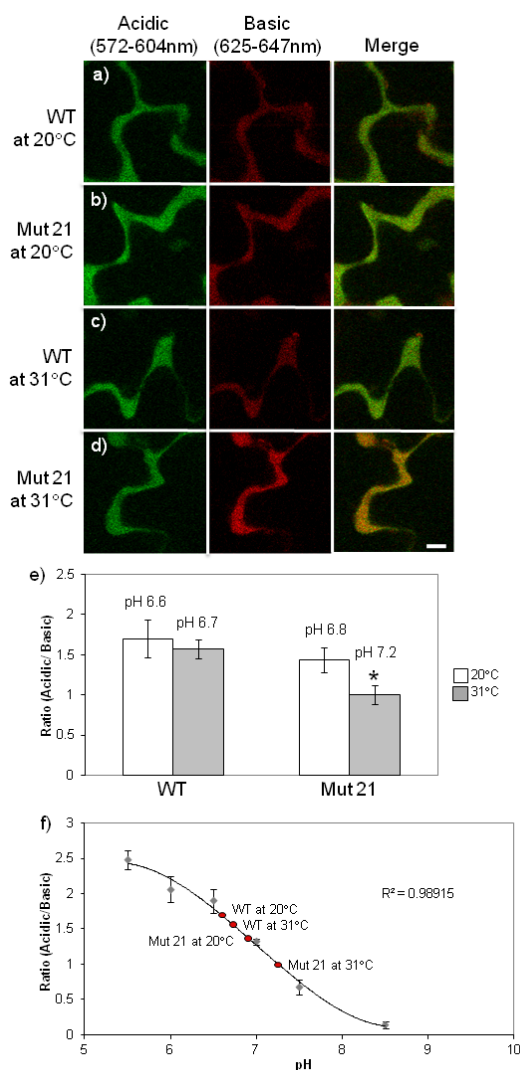 Acidic
(572-604nm)
Basic
(625-647nm)
Merge
a)
WT
at 20°C
b)
Mut 21
at 20°C
c)
WT
at 31°C
d)
Mut 21
at 31°C
e)
Ratio (Acidic/ Basic)
2.5
2
1.5
1
0.5
0
pH 6.6
pH 6.7
pH 6.8
pH 7.2
*
WT
Mut 21
20°C
31°C
f)
Ratio (Acidic/Basic)
3
2.5
2
1.5
1
0.5
0
R² = 0.98915
WT at 20°C
WT at 31°C
Mut 21 at 20°C
Mut 21 at 31°C
5
6
7
8
9
10
pH